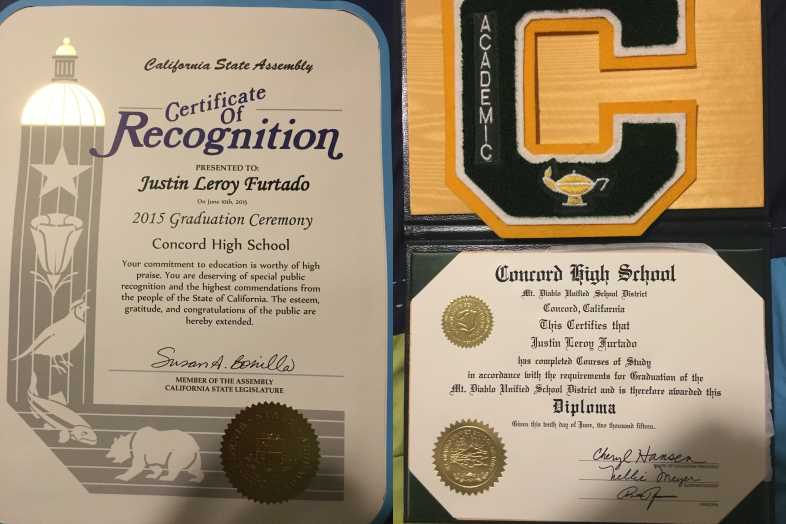 California State Assembly
Certificate
Of
Recognition
PRESENTED TO:
Justin Leroy Furtado
On June 10th, 2015
2015 Graduation Ceremony
Concord High School
Your commitment to education is worthy of high
praise. You are deserving of special public
recognition and the highest commendations from
the people of the State of California. The esteem,
gratitude, and congratulations of the public are
hereby extended.
Susan A. Bonilla
MEMBER OF THE ASSEMBLY
CALIFORNIA STATE LEGISLATURE
ACADEMIC
Concord High School
Mt. Diablo Unified School District
Concord, California
This Certifies that
Justin Leroy Furtado
has completed Courses of Study
in accordance with the requirements for Graduation of the
Mt. Diablo Unified School District and is therefore awarded this
Diploma
Given this tenth day of June, two thousand fifteen.
Cheryl Hansen
Nellie Meyer